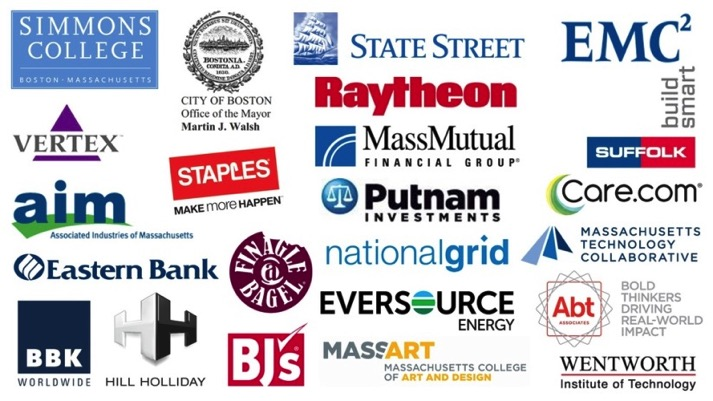 SIMMONS
COLLEGE
BOSTON · MASSACHUSETTS
BOSTONIA.
CONDITA A.D.
1630.
CITY OF BOSTON
Office of the Mayor
Martin J. Walsh
STATE STREET
EMC²
build
smart
Raytheon
VERTEX™
MassMutual
FINANCIAL GROUP®
SUFFOLK
STAPLES®
MAKE more HAPPEN™
Putnam
INVESTMENTS
Care.com®
aim
Associated Industries of Massachusetts
FINAGLE
@
BAGEL
nationalgrid
MASSACHUSETTS
TECHNOLOGY
COLLABORATIVE
Eastern Bank
EVERSOURCE
ENERGY
Abt
ASSOCIATES
BOLD
THINKERS
DRIVING
REAL-WORLD
IMPACT
BBK
WORLDWIDE
HH
HILL HOLLIDAY
BJ's
MASSART
MASSACHUSETTS COLLEGE
OF ART AND DESIGN
WENTWORTH
Institute of Technology